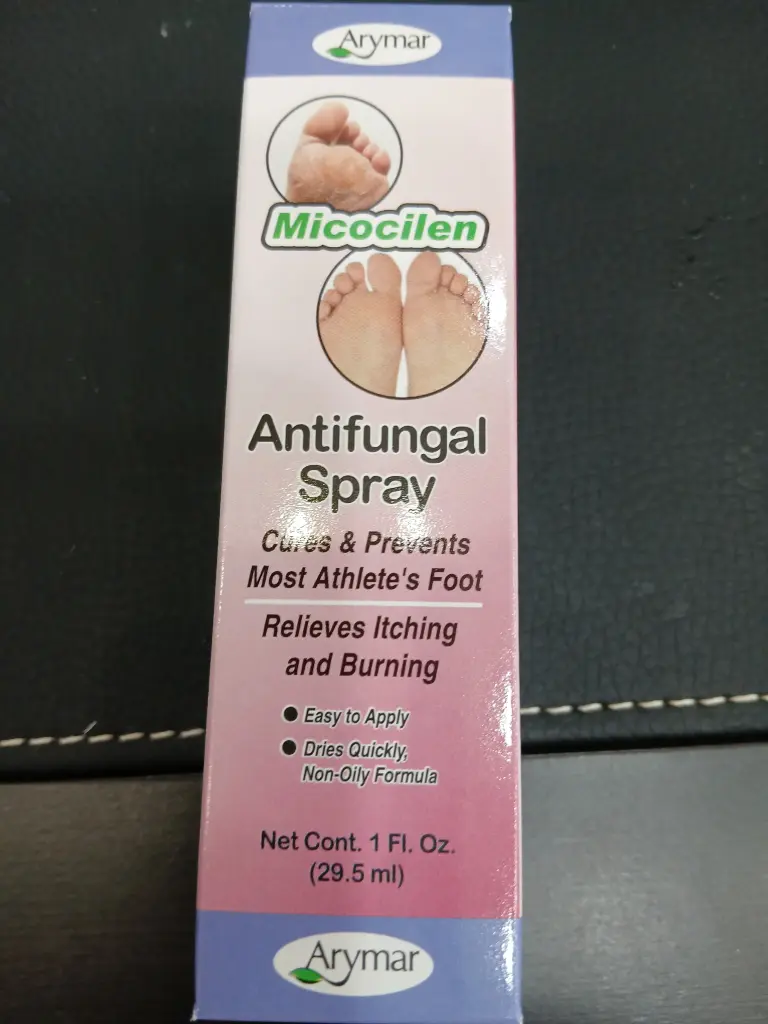 Arymar
Micocilen
Antifungal
Spray
Cures & Prevents
Most Athlete's Foot
Relieves Itching
and Burning
● Easy to Apply
● Dries Quickly,
Non-Oily Formula
Net Cont. 1 Fl. Oz.
(29.5 ml)
Arymar